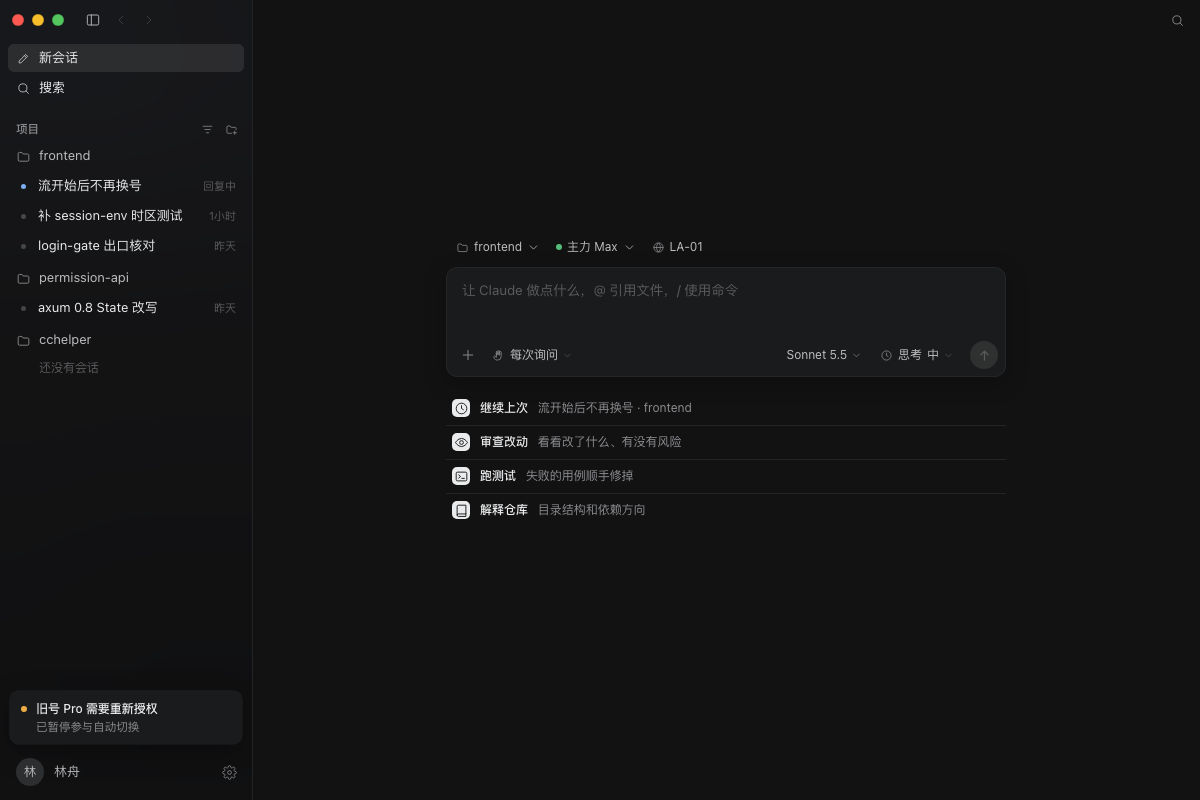 新会话
搜索
项目
frontend
流开始后不再换号 回复中
补 session-env 时区测试 1小时
login-gate 出口核对 昨天
permission-api
axum 0.8 State 改写 昨天
cchelper
还没有会话
旧号 Pro 需要重新授权
已暂停参与自动切换
林 林舟
frontend 主力 Max LA-01
让 Claude 做点什么，@ 引用文件，/ 使用命令
每次询问 Sonnet 5.5 思考 中
继续上次 流开始后不再换号 · frontend
审查改动 看看改了什么、有没有风险
跑测试 失败的用例顺手修掉
解释仓库 目录结构和依赖方向